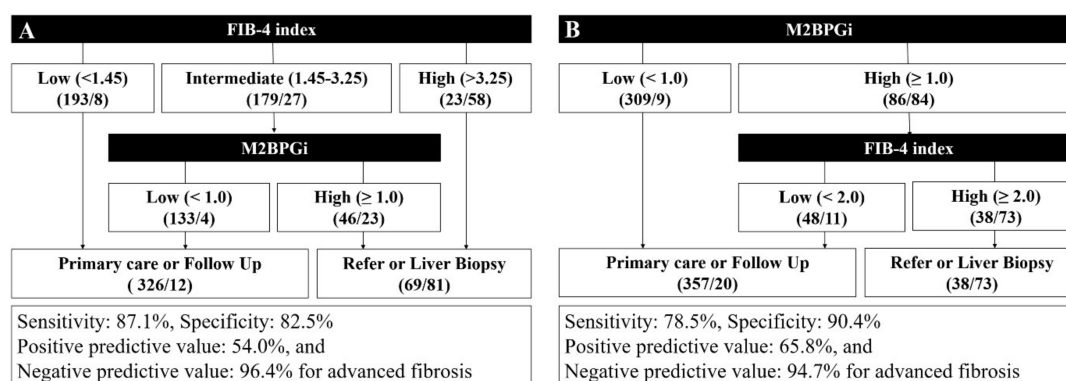 A
FIB-4 index
Low (<1.45)
(193/8)
Intermediate (1.45-3.25)
(179/27)
High (>3.25)
(23/58)
M2BPGi
Low (< 1.0)
(133/4)
High (≥ 1.0)
(46/23)
Primary care or Follow Up
( 326/12)
Refer or Liver Biopsy
(69/81)
Sensitivity: 87.1%, Specificity: 82.5%
Positive predictive value: 54.0%, and
Negative predictive value: 96.4% for advanced fibrosis
B
M2BPGi
Low (< 1.0)
(309/9)
High (≥ 1.0)
(86/84)
FIB-4 index
Low (< 2.0)
(48/11)
High (≥ 2.0)
(38/73)
Primary care or Follow Up
(357/20)
Refer or Liver Biopsy
(38/73)
Sensitivity: 78.5%, Specificity: 90.4%
Positive predictive value: 65.8%, and
Negative predictive value: 94.7% for advanced fibrosis